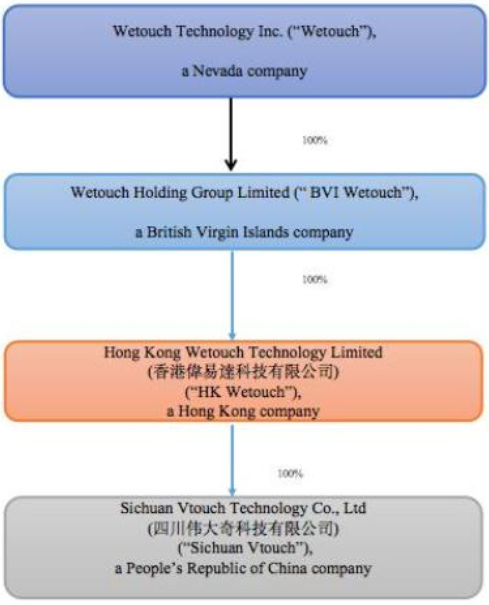 Wetouch Technology Inc. (“Wetouch”),
a Nevada company
100%
Wetouch Holding Group Limited (“ BVI Wetouch”),
a British Virgin Islands company
100%
Hong Kong Wetouch Technology Limited
(香港偉易達科技有限公司)
(“HK Wetouch”),
a Hong Kong company
100%
Sichuan Vtouch Technology Co., Ltd
(四川伟大奇科技有限公司)
(“Sichuan Vtouch”),
a People’s Republic of China company